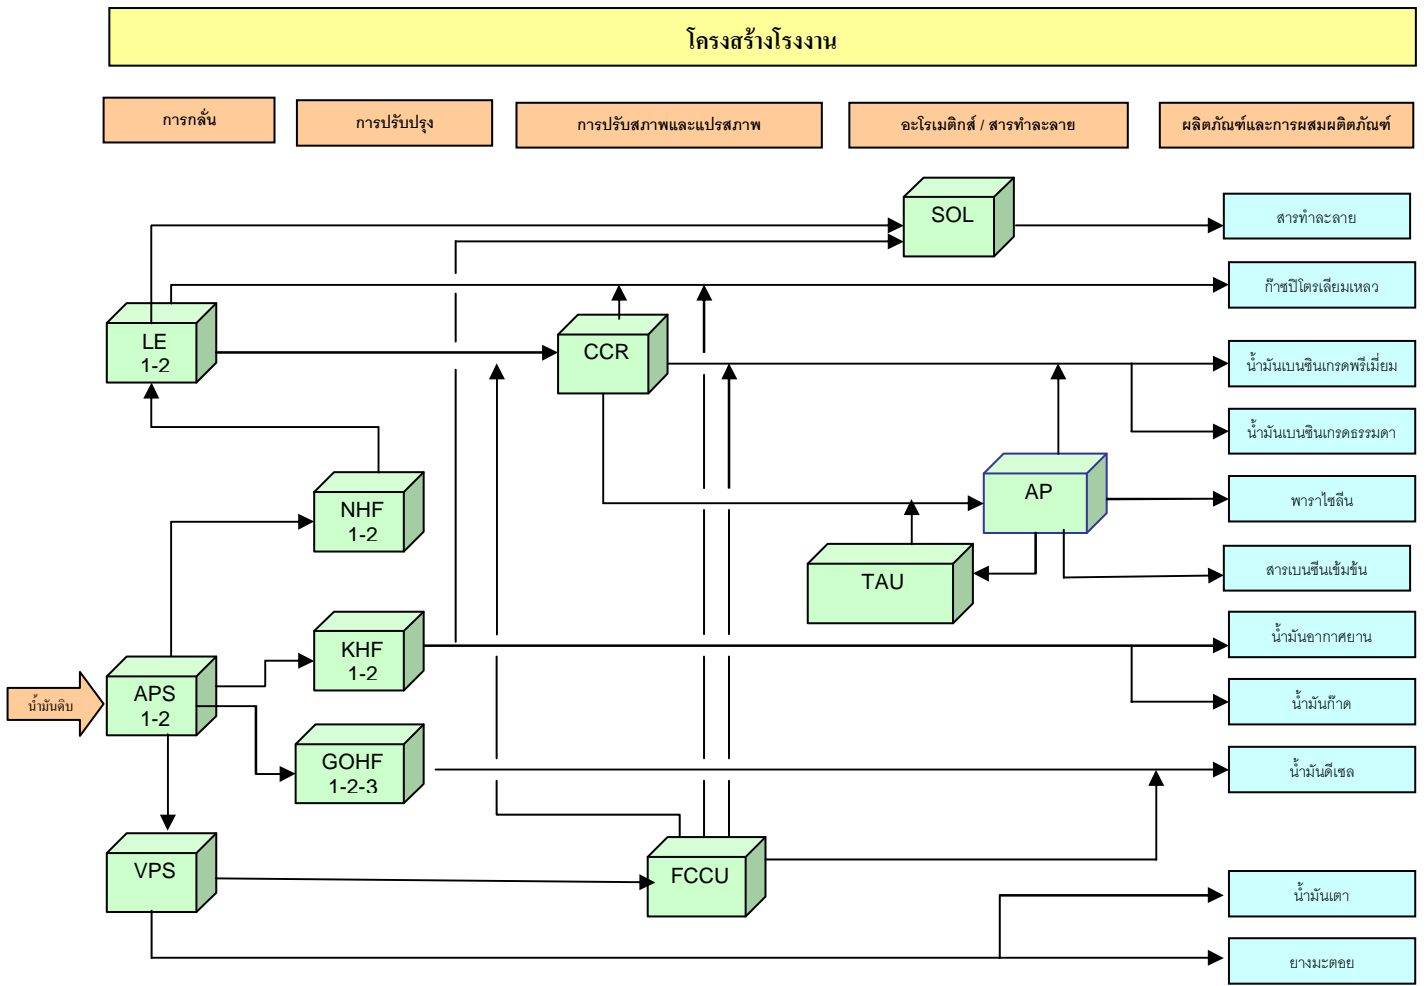 โครงสร้างโรงงาน
การกลั่น
การปรับปรุง
การปรับสภาพและแปรสภาพ
อะโรเมติกส์ / สารทำละลาย
ผลิตภัณฑ์และการผสมผติตภัณฑ์
SOL
สารทำละลาย
ก๊าซปิโตรเลียมเหลว
LE
1-2
CCR
น้ำมันเบนซินเกรดพรีเมี่ยม
น้ำมันเบนซินเกรดธรรมดา
NHF
1-2
AP
พาราไซลีน
TAU
สารเบนซีนเข้มข้น
KHF
1-2
น้ำมันอากาศยาน
น้ำมันดิบ
APS
1-2
น้ำมันก๊าด
GOHF
1-2-3
น้ำมันดีเซล
VPS
FCCU
น้ำมันเตา
ยางมะตอย